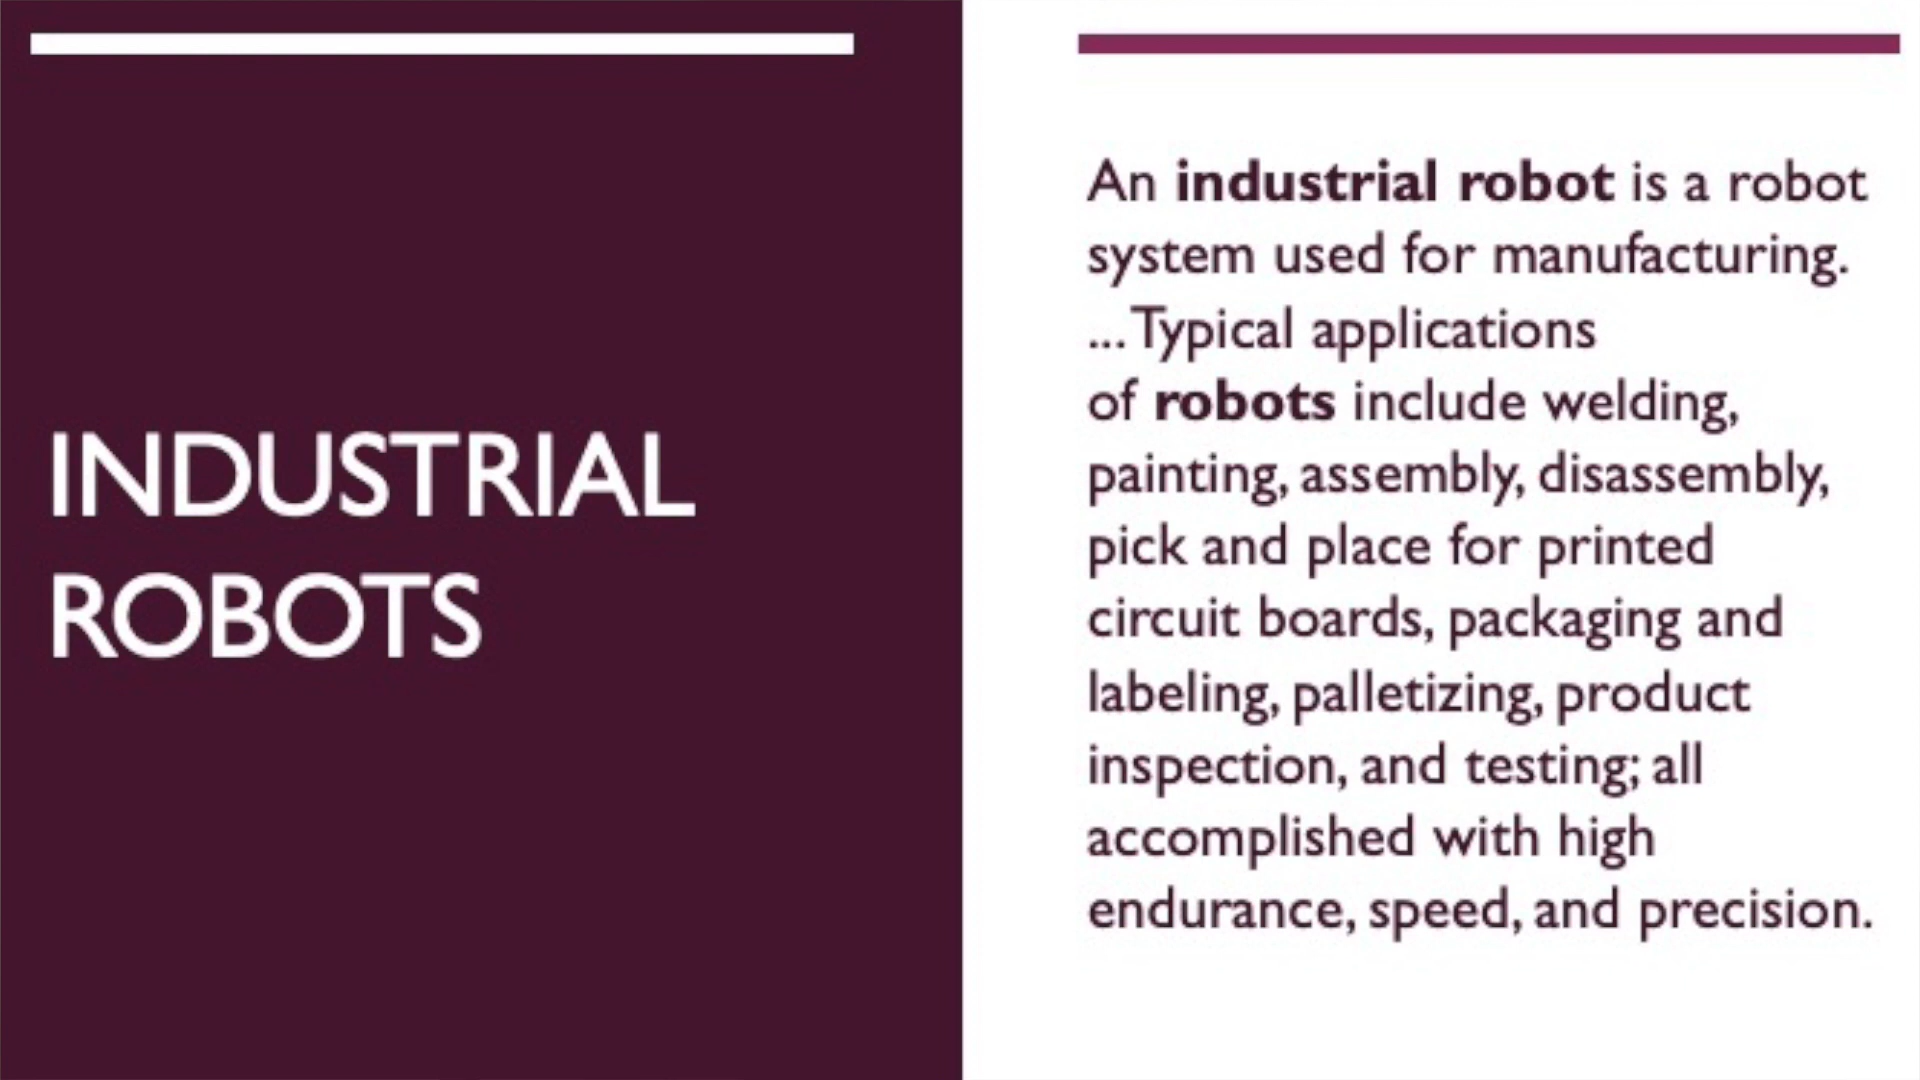 INDUSTRIAL
ROBOTS
An industrial robot is a robot
system used for manufacturing.
... Typical applications
of robots include welding,
painting, assembly, disassembly,
pick and place for printed
circuit boards, packaging and
labeling, palletizing, product
inspection, and testing; all
accomplished with high
endurance, speed, and precision.